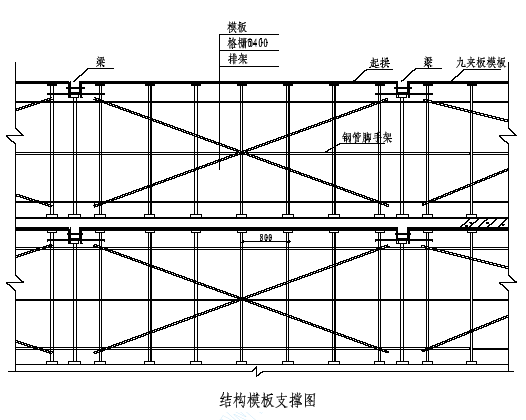 模板
格栅@400
排架
梁
起拱
梁
九夹板模板
钢管脚手架
800
结构模板支撑图